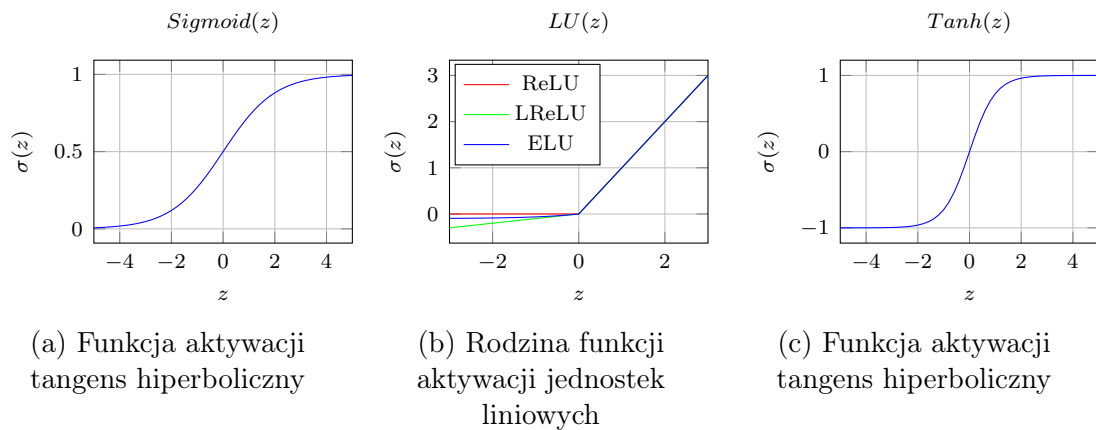 Sigmoid(z)
1
0.5
0
σ(z)
−4 −2 0 2 4
z
(a) Funkcja aktywacji
tangens hiperboliczny
LU(z)
3
2
1
0
σ(z)
ReLU
LReLU
ELU
−2 0 2
z
(b) Rodzina funkcji
aktywacji jednostek
liniowych
Tanh(z)
1
0
−1
σ(z)
−4 −2 0 2 4
z
(c) Funkcja aktywacji
tangens hiperboliczny